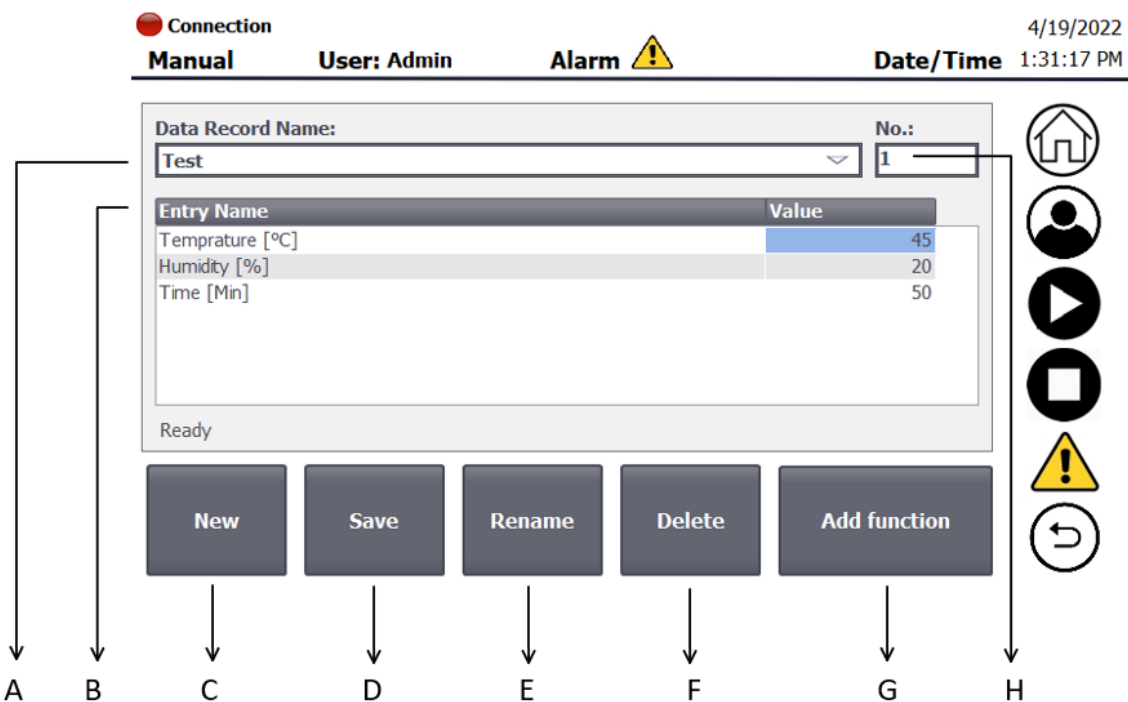 Connection
4/19/2022
Manual User: Admin Alarm Date/Time 1:31:17 PM
Data Record Name: No.:
Test 1
Entry Name Value
Temprature [ºC] 45
Humidity [%] 20
Time [Min] 50
Ready
New Save Rename Delete Add function
A B C D E F G H